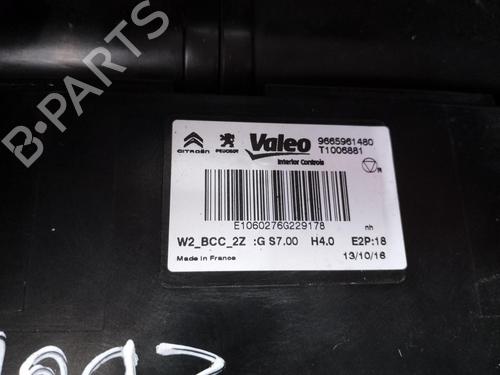 B-PARTS
CITROËN PEUGEOT Valeo 9665961480
T1006881
Interior Controls
E1060276G229178 nh
W2_BCC_2Z :G S7.00 H4.0 E2P:18
Made in France 13/10/16